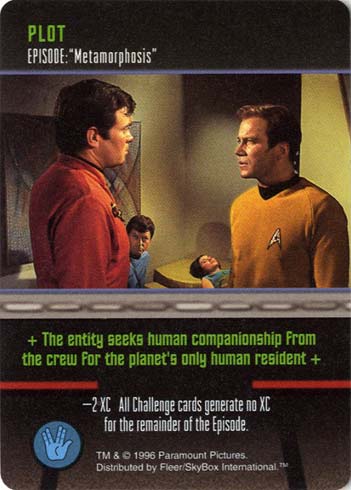 PLOT
EPISODE: "Metamorphosis"
+ The entity seeks human companionship from
the crew for the planet's only human resident +
–2 XC All Challenge cards generate no XC
for the remainder of the Episode.
TM & © 1996 Paramount Pictures.
Distributed by Fleer/SkyBox International.™